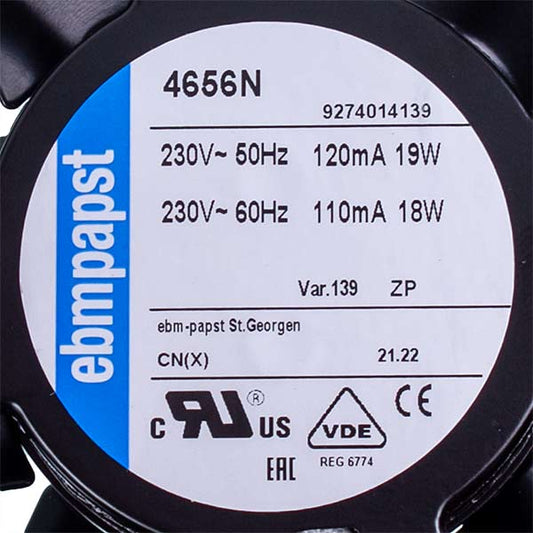 ebmpapst
4656N
9274014139
230V~ 50Hz 120mA 19W
230V~ 60Hz 110mA 18W
Var.139 ZP
ebm-papst St.Georgen
CN(X) 21.22
c RU ® US VDE CE
EAC REG 6774